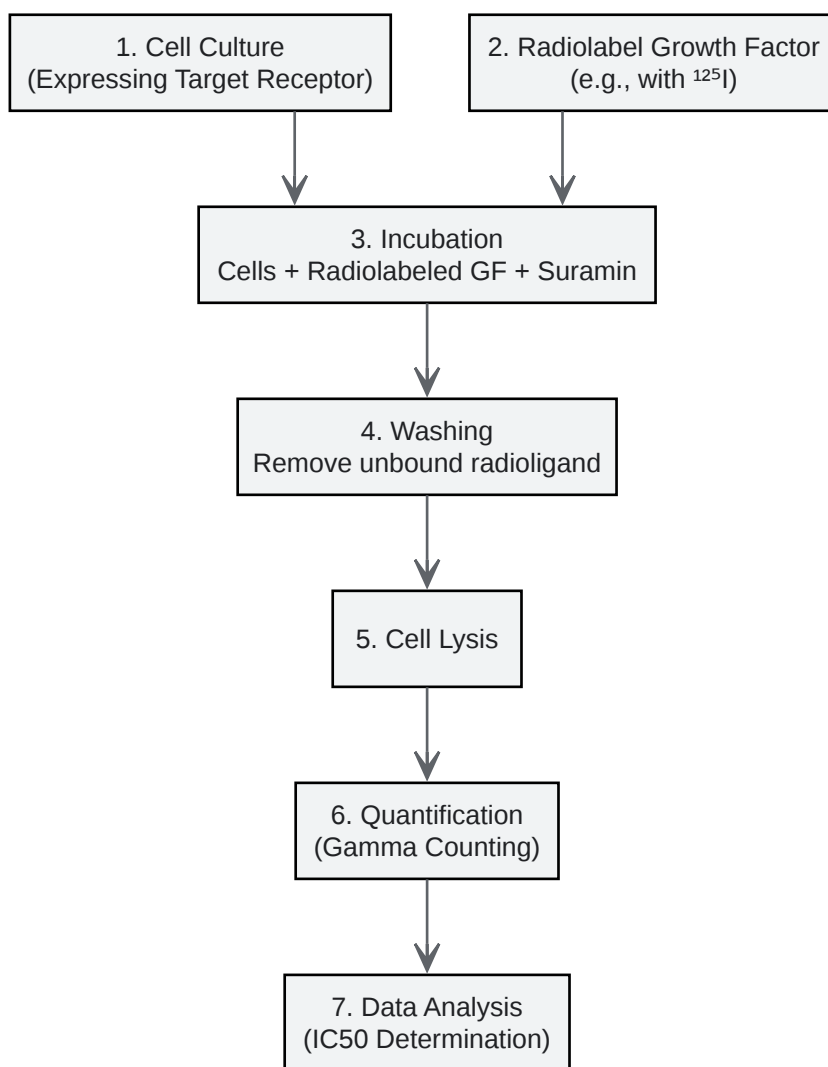 1. Cell Culture
(Expressing Target Receptor)
2. Radiolabel Growth Factor
(e.g., with ¹²⁵I)
3. Incubation
Cells + Radiolabeled GF + Suramin
4. Washing
Remove unbound radioligand
5. Cell Lysis
6. Quantification
(Gamma Counting)
7. Data Analysis
(IC50 Determination)